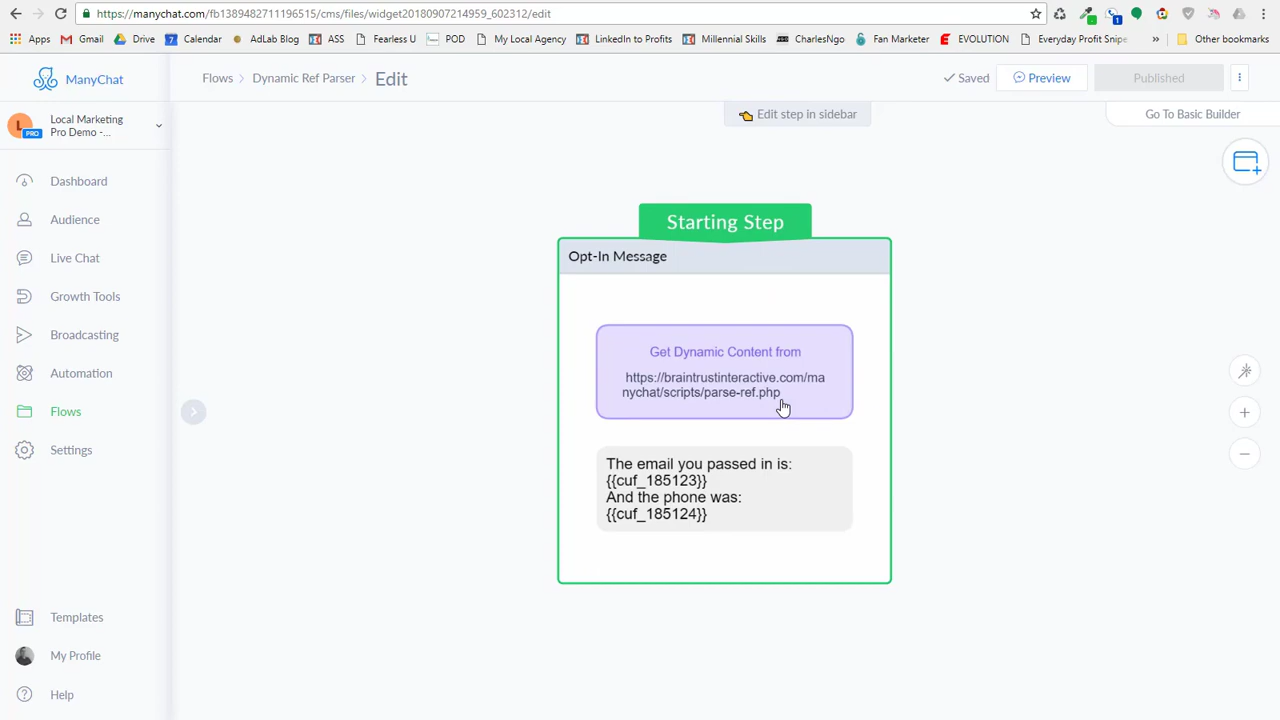 https://manychat.com/fb1389482711196515/cms/files/widget20180907214959_602312/edit
Apps Gmail Drive Calendar AdLab Blog ASS Fearless U POD My Local Agency LinkedIn to Profits Millennial Skills CharlesNgo Fan Marketer EVOLUTION Everyday Profit Snipe » Other bookmarks
ManyChat
Flows > Dynamic Ref Parser > Edit
Saved
Preview
Published
👈 Edit step in sidebar
Go To Basic Builder
Local Marketing
Pro Demo -...
L
PRO
Dashboard
Audience
Live Chat
Growth Tools
Broadcasting
Automation
Flows
Settings
Templates
My Profile
Help
Starting Step
Opt-In Message
Get Dynamic Content from
https://braintrustinteractive.com/ma
nychat/scripts/parse-ref.php
The email you passed in is:
{{cuf_185123}}
And the phone was:
{{cuf_185124}}